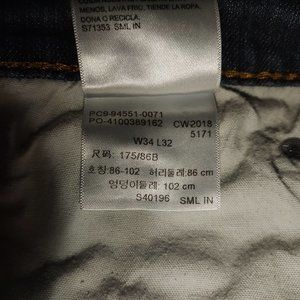 MENOS, LAVA FRIO, TIENDE LA ROPA,
DONA O RECICLA.
S71353 SML IN
PC9-94551-0071
PO-4100389162 CW-2018
5171
W34 L32
尺码: 175/86B
호칭:86-102 허리둘레:86 cm
엉덩이둘레: 102 cm
S40196 SML IN